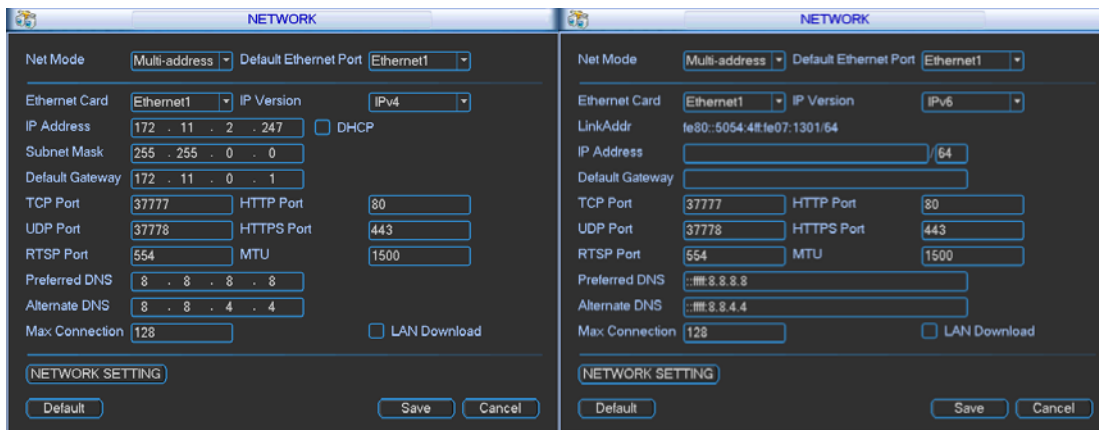 NETWORK
Net Mode Multi-address Default Ethernet Port Ethernet1
Ethernet Card Ethernet1 IP Version IPv4
IP Address 172 . 11 . 2 . 247 DHCP
Subnet Mask 255 . 255 . 0 . 0
Default Gateway 172 . 11 . 0 . 1
TCP Port 37777 HTTP Port 80
UDP Port 37778 HTTPS Port 443
RTSP Port 554 MTU 1500
Preferred DNS 8 . 8 . 8 . 8
Alternate DNS 8 . 8 . 4 . 4
Max Connection 128 LAN Download
NETWORK SETTING
Default Save Cancel
NETWORK
Net Mode Multi-address Default Ethernet Port Ethernet1
Ethernet Card Ethernet1 IP Version IPv6
LinkAddr fe80::5054:4ff:fe07:1301/64
IP Address / 64
Default Gateway
TCP Port 37777 HTTP Port 80
UDP Port 37778 HTTPS Port 443
RTSP Port 554 MTU 1500
Preferred DNS ::ffff:8.8.8.8
Alternate DNS ::ffff:8.8.4.4
Max Connection 128 LAN Download
NETWORK SETTING
Default Save Cancel